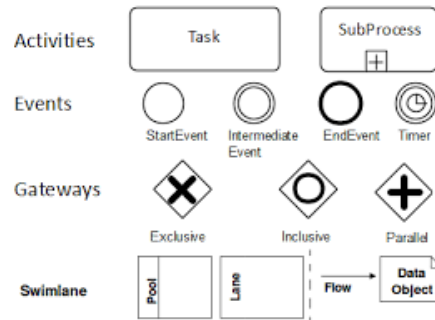 Activities
Task
SubProcess
Events
StartEvent
Intermediate
Event
EndEvent
Timer
Gateways
Exclusive
Inclusive
Parallel
Swimlane
Pool
Lane
Flow
Data
Object